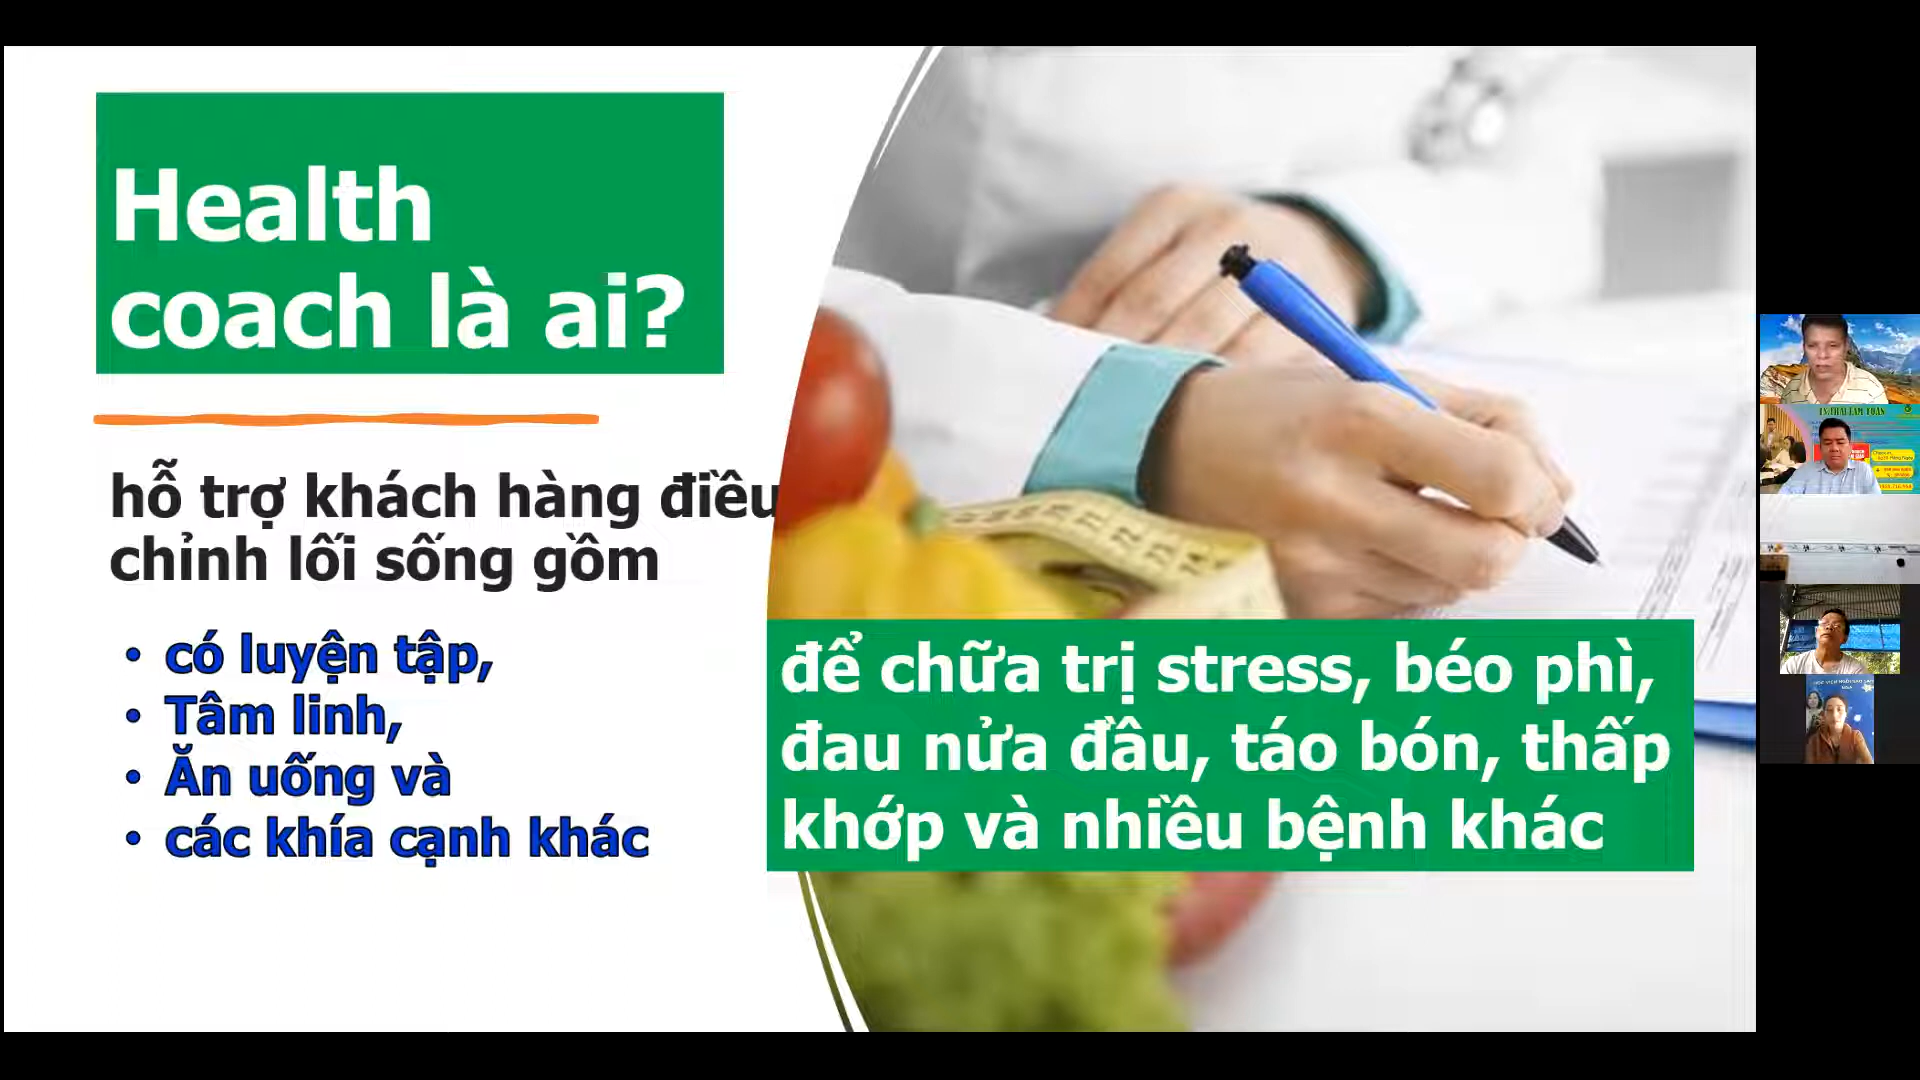 Health
coach là ai?
hỗ trợ khách hàng điều
chỉnh lối sống gồm
• có luyện tập,
• Tâm linh,
• Ăn uống và
• các khía cạnh khác
để chữa trị stress, béo phì,
đau nửa đầu, táo bón, thấp
khớp và nhiều bệnh khác